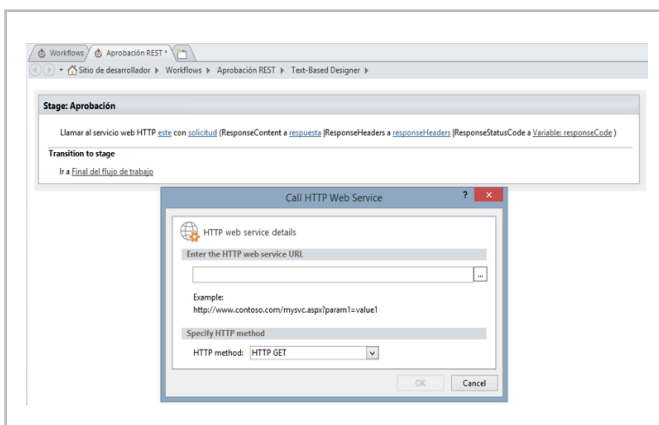 Workflows Aprobación REST *
Sitio de desarrollador Workflows Aprobación REST Text-Based Designer
Stage: Aprobación
Llamar al servicio web HTTP este con solicitud (ResponseContent a respuesta |ResponseHeaders a responseHeaders |ResponseStatusCode a Variable: responseCode )
Transition to stage
Ir a Final del flujo de trabajo
Call HTTP Web Service ? x
HTTP web service details
Enter the HTTP web service URL
...
Example:
http://www.contoso.com/mysvc.aspx?param1=value1
Specify HTTP method
HTTP method: HTTP GET
OK Cancel